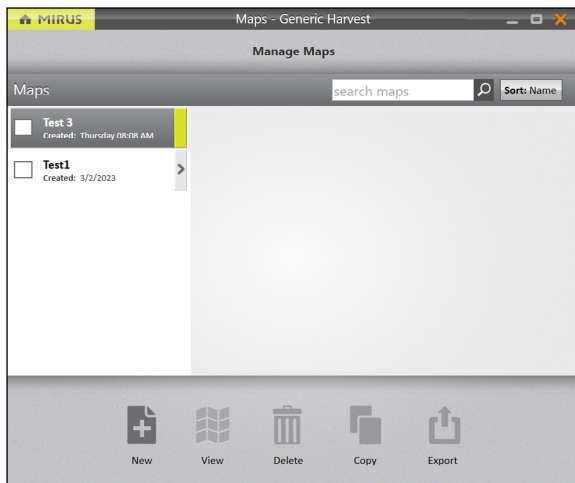 MIRUS
Maps - Generic Harvest
Manage Maps
Maps
search maps
Sort: Name
Test 3
Created: Thursday 08:08 AM
Test1
Created: 3/2/2023
New
View
Delete
Copy
Export